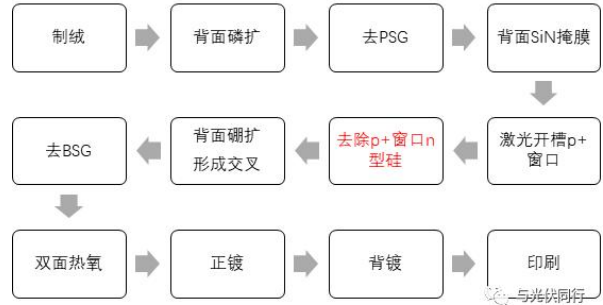 制绒
背面磷扩
去PSG
背面SiN掩膜
激光开槽p+
窗口
去除p+窗口n
型硅
背面硼扩
形成交叉
去BSG
双面热氧
正镀
背镀
印刷
与光伏同行